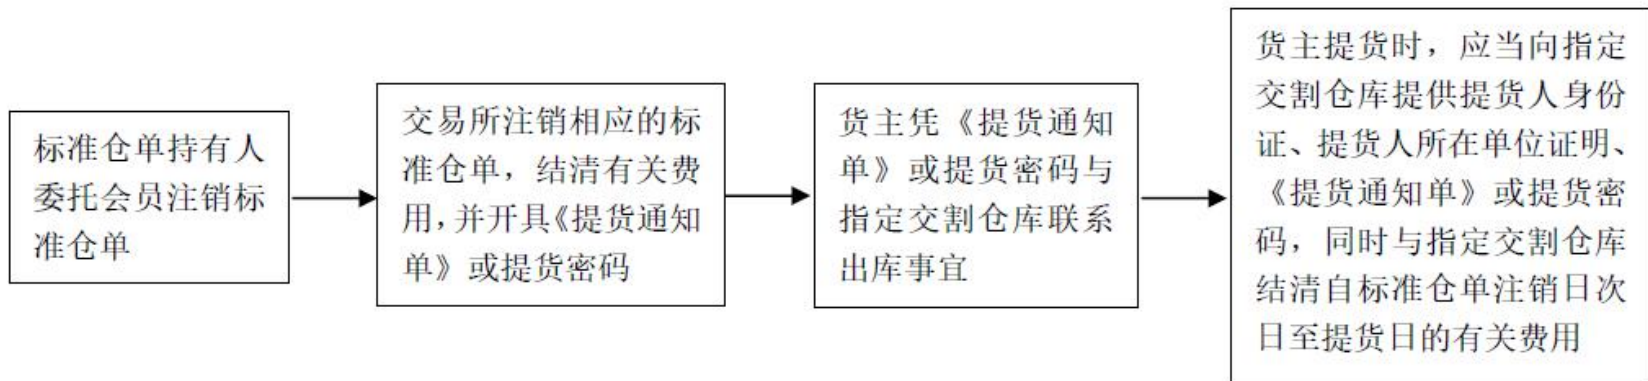 标准仓单持有人
委托会员注销标
准仓单
交易所注销相应的标
准仓单，结清有关费
用，并开具《提货通知
单》或提货密码
货主凭《提货通知
单》或提货密码与
指定交割仓库联系
出库事宜
货主提货时，应当向指定
交割仓库提供提货人身份
证、提货人所在单位证明、
《提货通知单》或提货密
码，同时与指定交割仓库
结清自标准仓单注销日次
日至提货日的有关费用